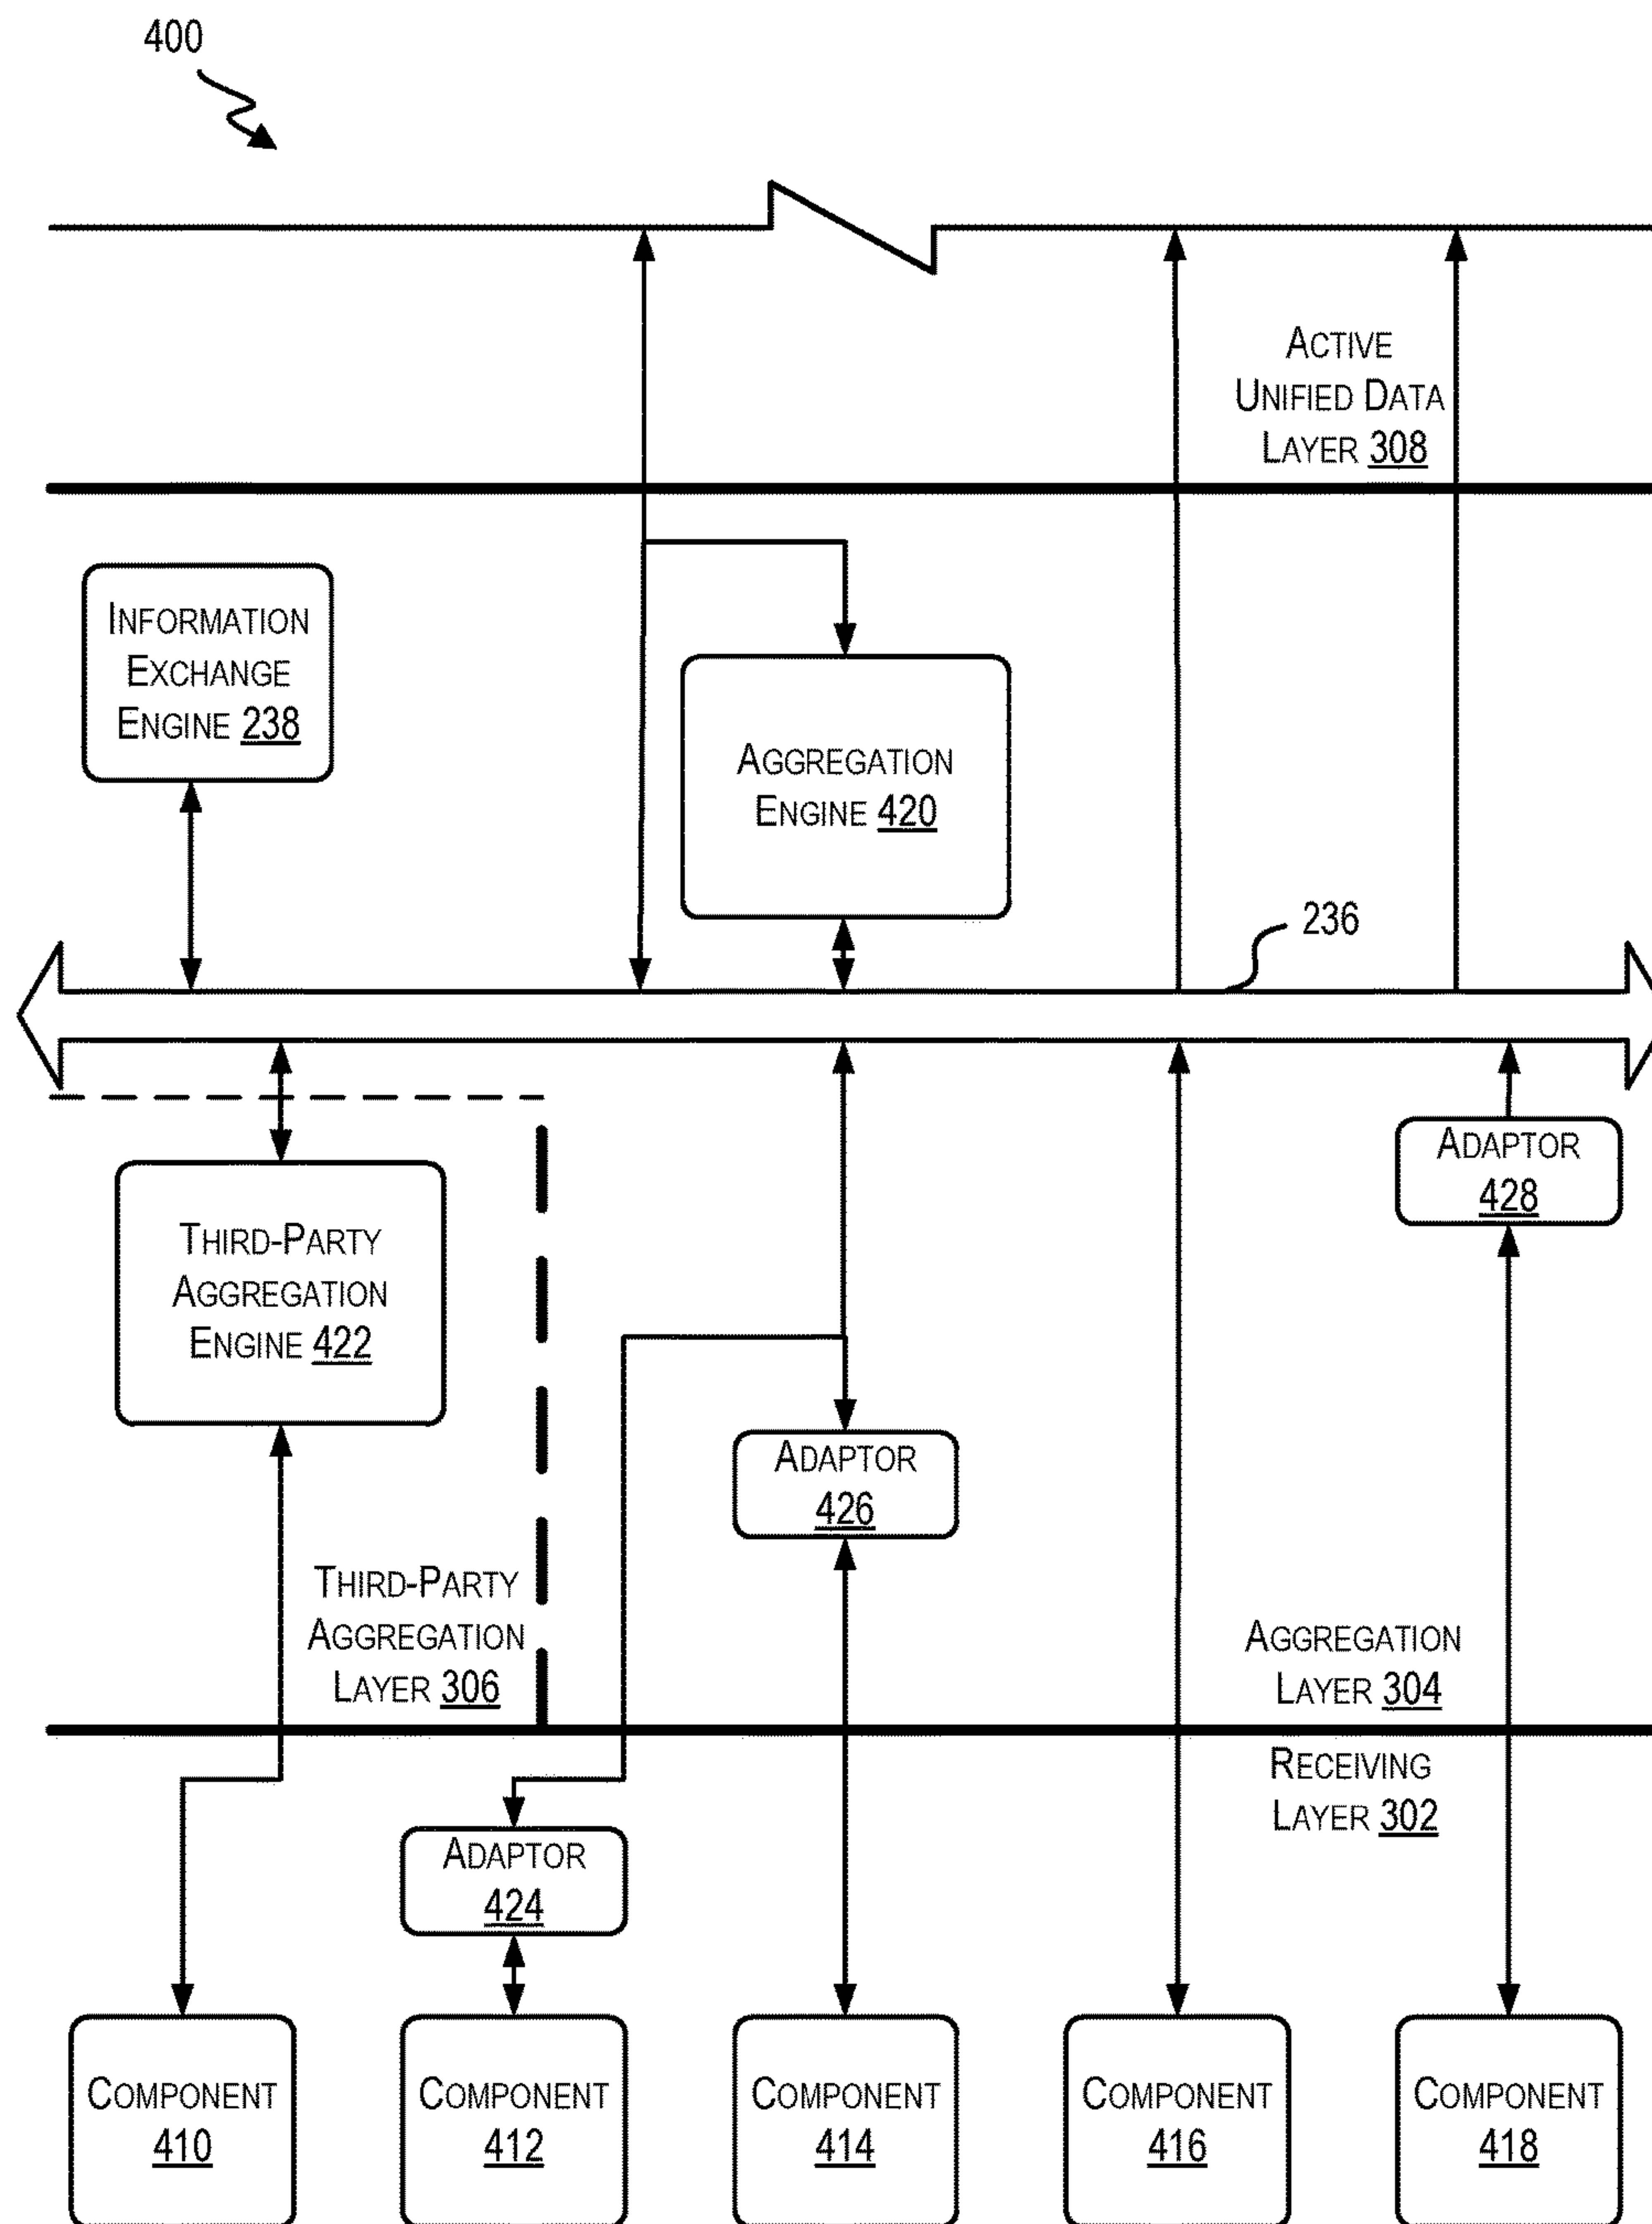 400
ACTIVE
UNIFIED DATA
LAYER 308
INFORMATION
EXCHANGE
ENGINE 238
AGGREGATION
ENGINE 420
236
ADAPTOR
428
THIRD-PARTY
AGGREGATION
ENGINE 422
ADAPTOR
426
THIRD-PARTY
AGGREGATION
LAYER 306
AGGREGATION
LAYER 304
RECEIVING
LAYER 302
ADAPTOR
424
COMPONENT
410
COMPONENT
412
COMPONENT
414
COMPONENT
416
COMPONENT
418